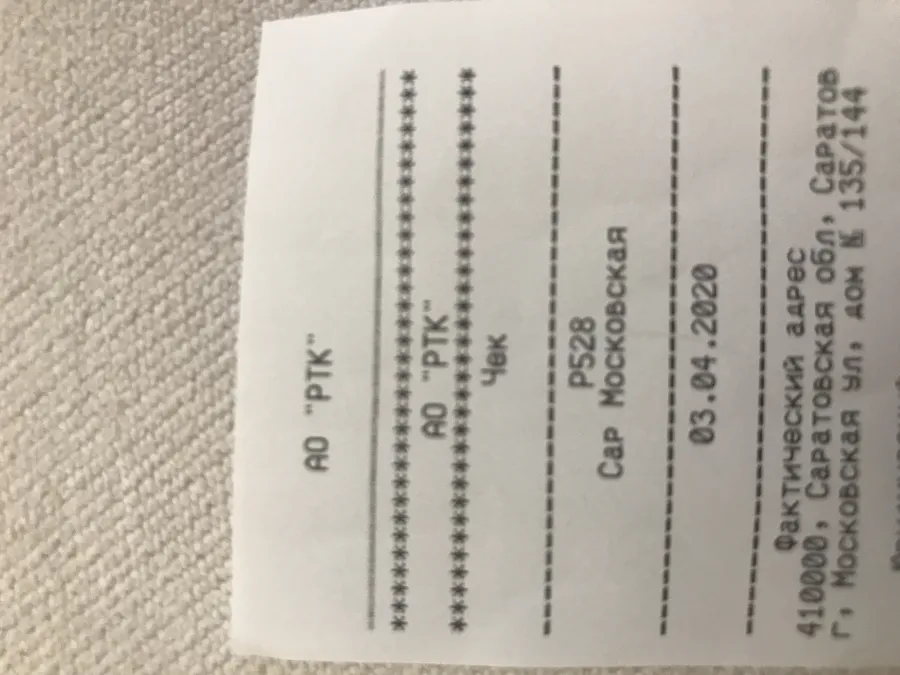 АО "РТК"
********************************
АО "РТК"
********************************
Чек
--------------------------------
Р528
Сар Московская
--------------------------------
03.04.2020
--------------------------------
Фактический адрес
410000, Саратовская обл, Саратов
г, Московская ул, дом № 135/144